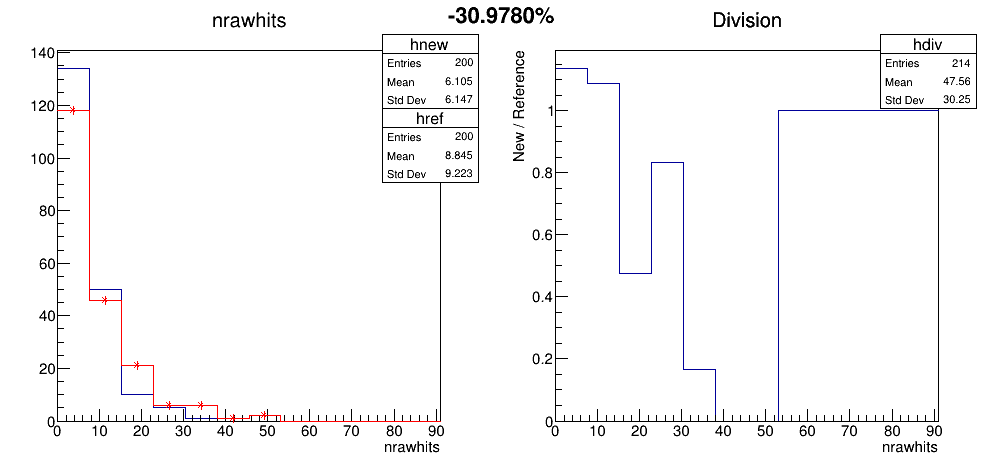 -30.9780%
nrawhits
hnew
Entries 200
Mean 6.105
Std Dev 6.147
href
Entries 200
Mean 8.845
Std Dev 9.223
140
120
100
80
60
40
20
0
0 10 20 30 40 50 60 70 80 90
nrawhits
Division
hdiv
Entries 214
Mean 47.56
Std Dev 30.25
New / Reference
1
0.8
0.6
0.4
0.2
0
0 10 20 30 40 50 60 70 80 90
nrawhits